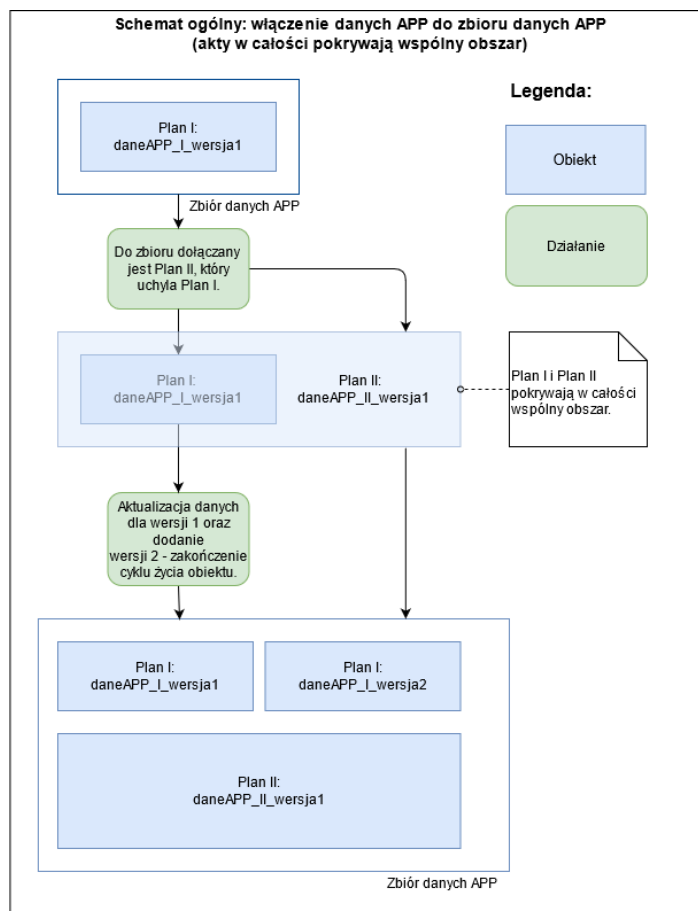 Schemat ogólny: włączenie danych APP do zbioru danych APP
(akty w całości pokrywają wspólny obszar)
Legenda:
Plan I:
daneAPP_I_wersja1
Obiekt
Zbiór danych APP
Działanie
Do zbioru dołączany
jest Plan II, który
uchyla Plan I.
Plan I:
daneAPP_I_wersja1
Plan II:
daneAPP_II_wersja1
Plan I i Plan II
pokrywają w całości
wspólny obszar.
Aktualizacja danych
dla wersji 1 oraz
dodanie
wersji 2 - zakończenie
cyklu życia obiektu.
Plan I:
daneAPP_I_wersja1
Plan I:
daneAPP_I_wersja2
Plan II:
daneAPP_II_wersja1
Zbiór danych APP